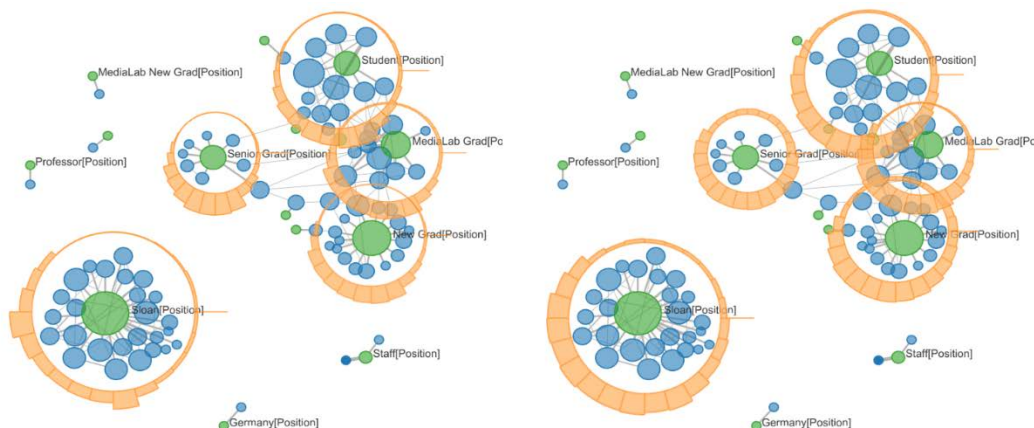 Student[Position]
MediaLab New Grad[Position]
MediaLab Grad[Pc
Senior Grad[Position]
Professor[Position]
New Grad[Position]
Sloan[Position]
Staff[Position]
Germany[Position]
Student[Position]
MediaLab New Grad[Position]
MediaLab Grad[Po
Senior Grad[Position]
Professor[Position]
New Grad[Position]
Sloan[Position]
Staff[Position]
Germany[Position]